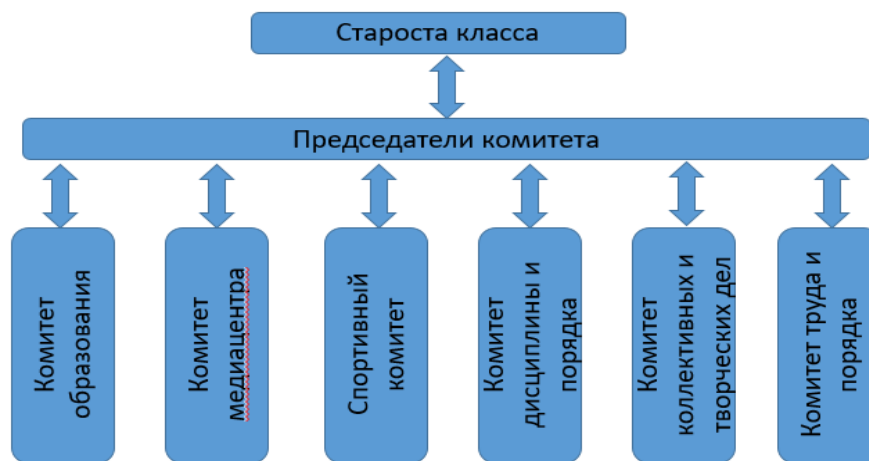 Староста класса
Председатели комитета
Комитет
образования
Комитет
медиацентра
Спортивный
комитет
Комитет
дисциплины и
порядка
Комитет
коллективных и
творческих дел
Комитет труда и
порядка